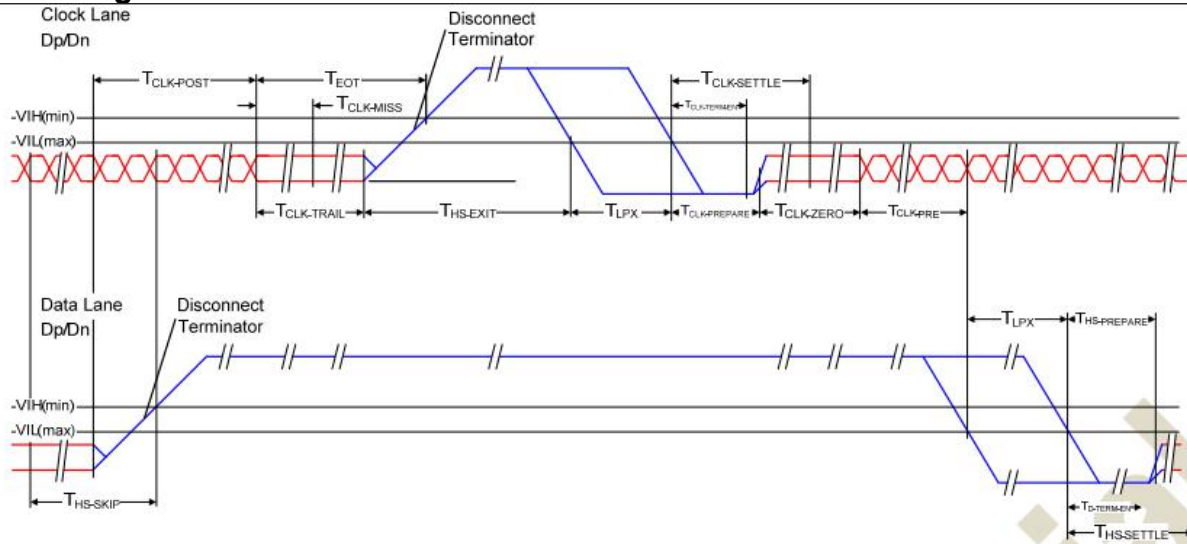 Clock Lane
Dp/Dn
Disconnect
Terminator
TCLK-POST
TEOT
TCLK-SETTLE
TCLK-MISS
TCLK-TERM-EN
VIH(min)
VIL(max)
TCLK-TRAIL
THS-EXIT
TLPX
TCLK-PREPARE
TCLK-ZERO
TCLK-PRE
Data Lane
Dp/Dn
Disconnect
Terminator
TLPX
THS-PREPARE
VIH(min)
VIL(max)
THS-SKIP
TD-TERM-EN
THS-SETTLE